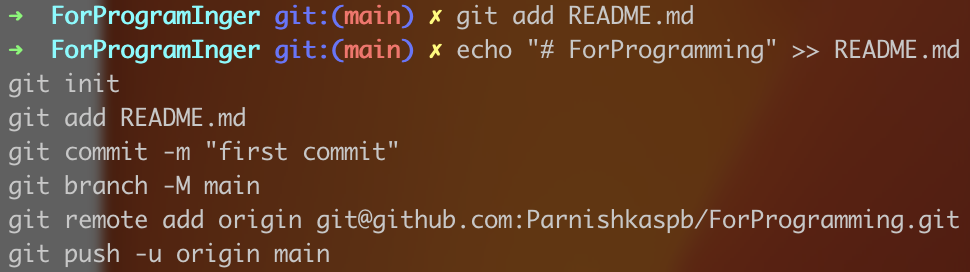 ➜  ForProgramInger git:(main) ✗ git add README.md
➜  ForProgramInger git:(main) ✗ echo "# ForProgramming" >> README.md
git init
git add README.md
git commit -m "first commit"
git branch -M main
git remote add origin git@github.com:Parnishkaspb/ForProgramming.git
git push -u origin main